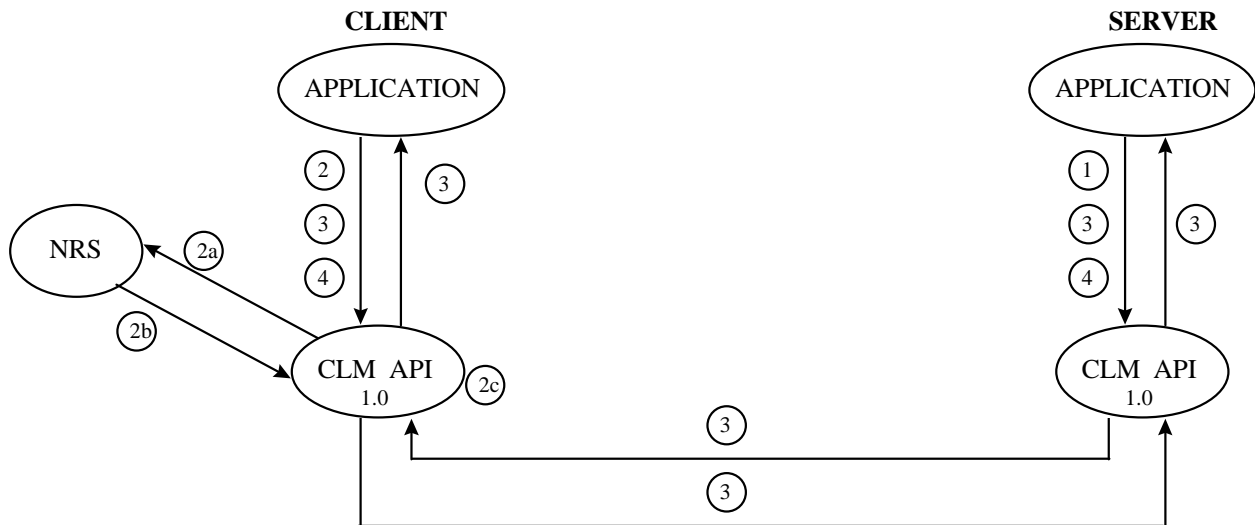 CLIENT
SERVER
APPLICATION
APPLICATION
2
3
1
3
3
3
4
4
NRS
2a
2b
CLM API
1.0
2c
CLM API
1.0
3
3